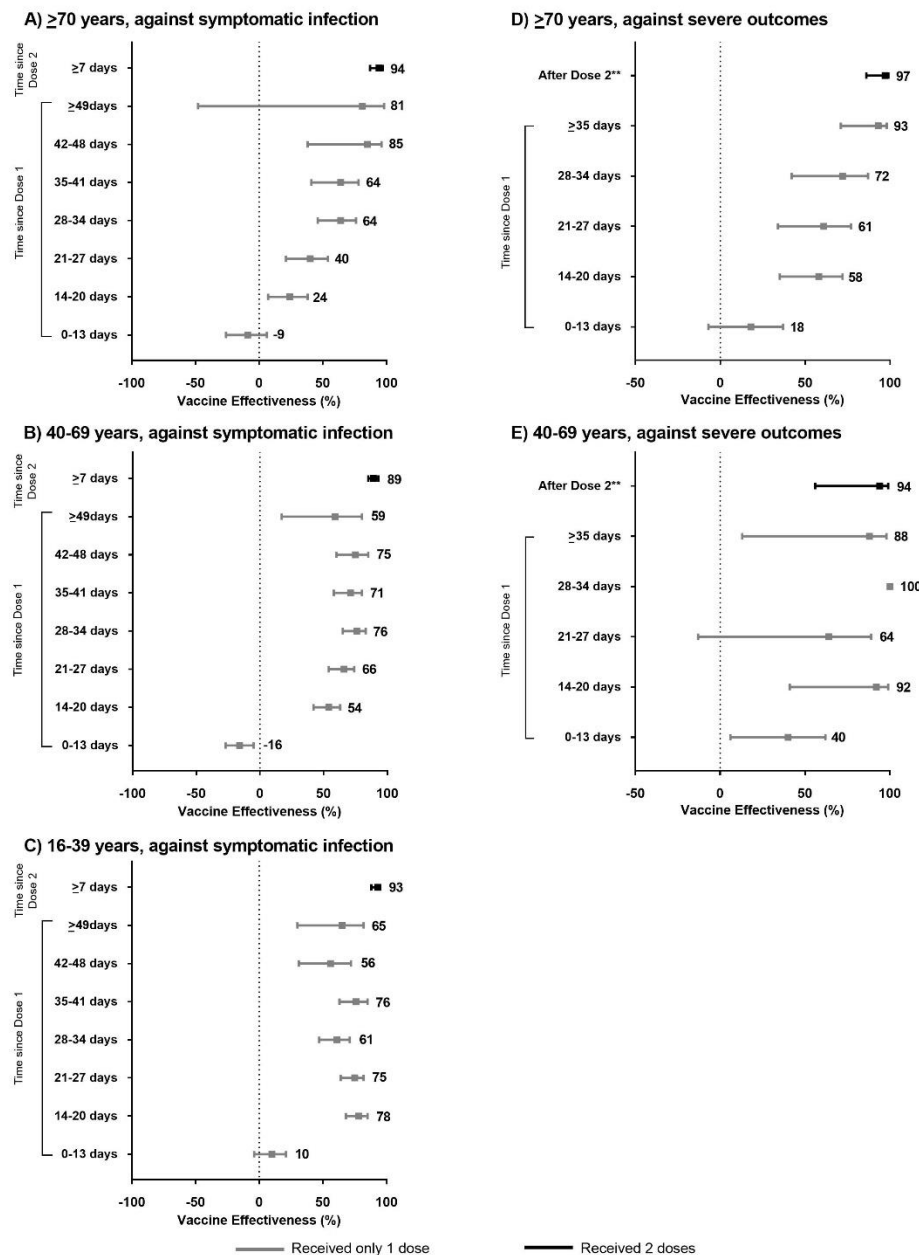 A) ≥70 years, against symptomatic infection
Time since
Dose 2
≥7 days
94
Time since Dose 1
≥49days
81
42-48 days
85
35-41 days
64
28-34 days
64
21-27 days
40
14-20 days
24
0-13 days
-9
-100 -50 0 50 100
Vaccine Effectiveness (%)
B) 40-69 years, against symptomatic infection
Time since
Dose 2
≥7 days
89
Time since Dose 1
≥49days
59
42-48 days
75
35-41 days
71
28-34 days
76
21-27 days
66
14-20 days
54
0-13 days
-16
-100 -50 0 50 100
Vaccine Effectiveness (%)
C) 16-39 years, against symptomatic infection
Time since
Dose 2
≥7 days
93
Time since Dose 1
≥49days
65
42-48 days
56
35-41 days
76
28-34 days
61
21-27 days
75
14-20 days
78
0-13 days
10
-100 -50 0 50 100
Vaccine Effectiveness (%)
D) ≥70 years, against severe outcomes
After Dose 2**
97
Time since Dose 1
≥35 days
93
28-34 days
72
21-27 days
61
14-20 days
58
0-13 days
18
-50 0 50 100
Vaccine Effectiveness (%)
E) 40-69 years, against severe outcomes
After Dose 2**
94
Time since Dose 1
≥35 days
88
28-34 days
100
21-27 days
64
14-20 days
92
0-13 days
40
-50 0 50 100
Vaccine Effectiveness (%)
Received only 1 dose
Received 2 doses